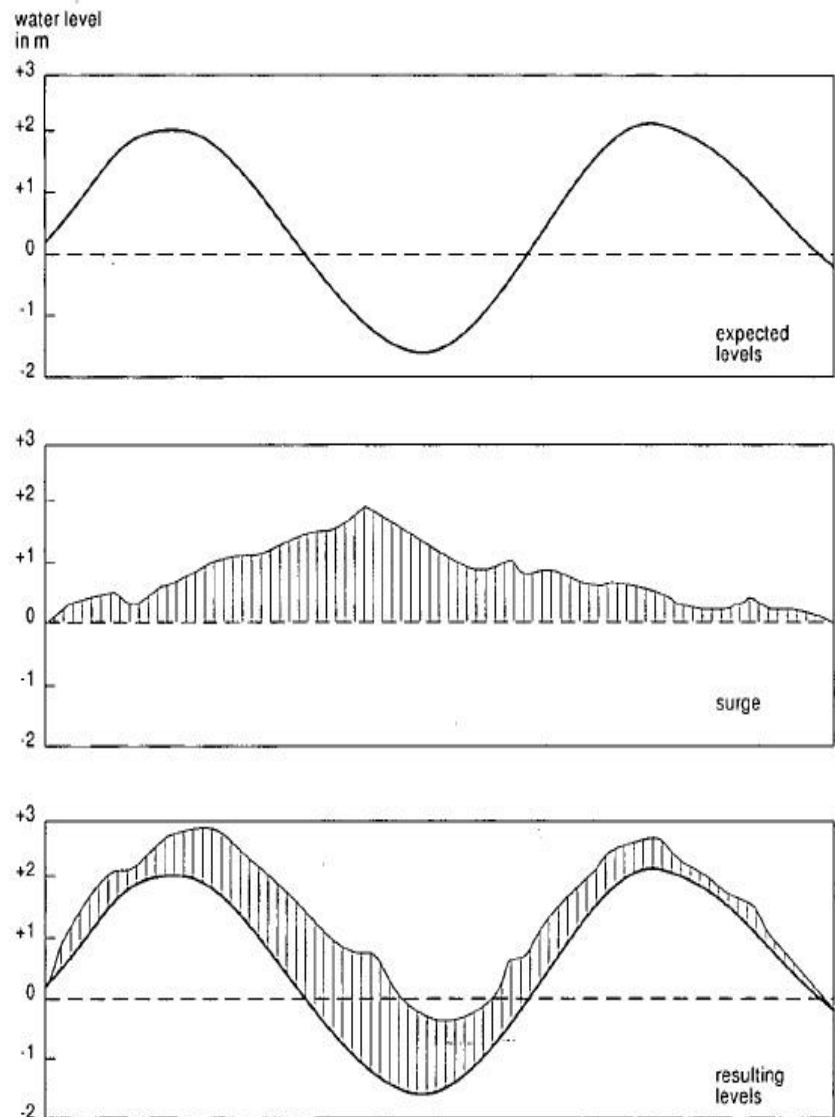 water level
in m
+3
+2
+1
0
-1
-2
expected
levels
+3
+2
+1
0
-1
-2
surge
+3
+2
+1
0
-1
-2
resulting
levels